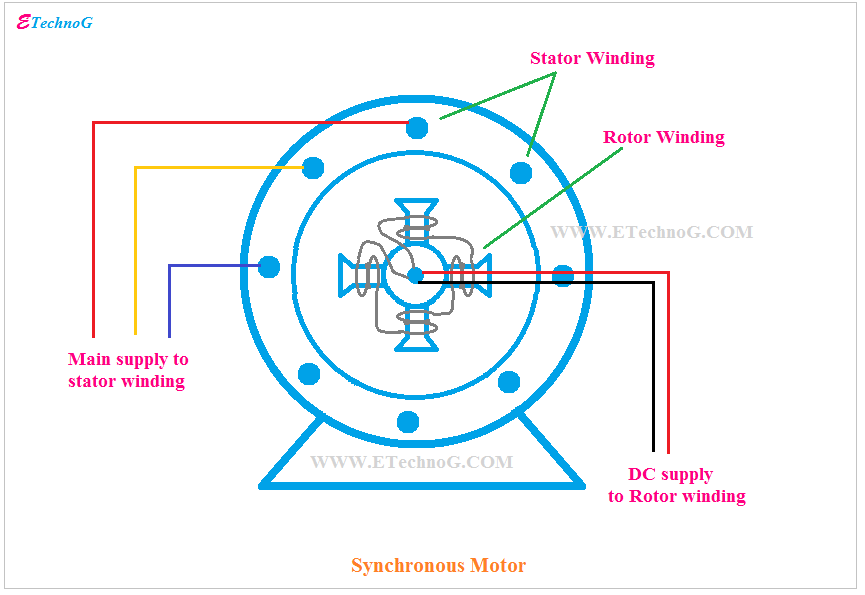 ETechnoG
Stator Winding
Rotor Winding
WWW.ETechnoG.COM
Main supply to
stator winding
WWW.ETechnoG.COM
DC supply
to Rotor winding
Synchronous Motor